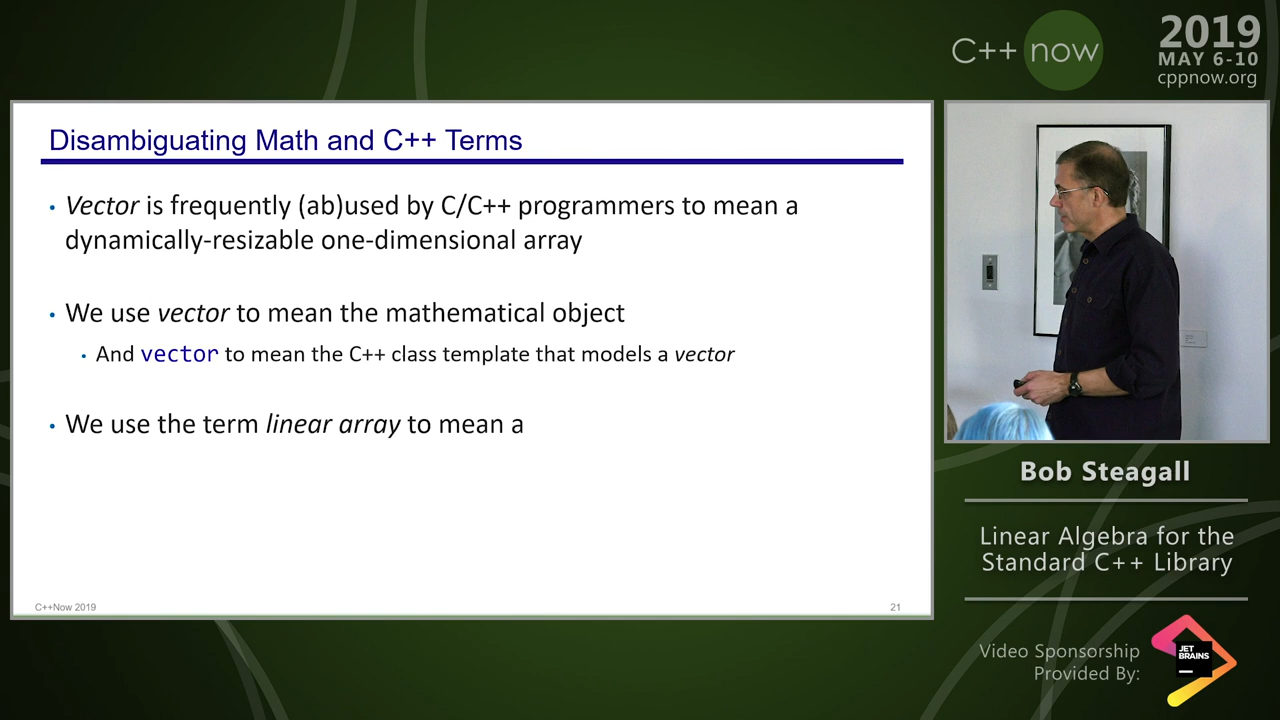 C++ now
2019
MAY 6-10
cppnow.org
Disambiguating Math and C++ Terms
• Vector is frequently (ab)used by C/C++ programmers to mean a
dynamically-resizable one-dimensional array
• We use vector to mean the mathematical object
• And vector to mean the C++ class template that models a vector
• We use the term linear array to mean a
C++Now 2019
21
Bob Steagall
Linear Algebra for the
Standard C++ Library
Video Sponsorship
Provided By:
JET
BRAINS